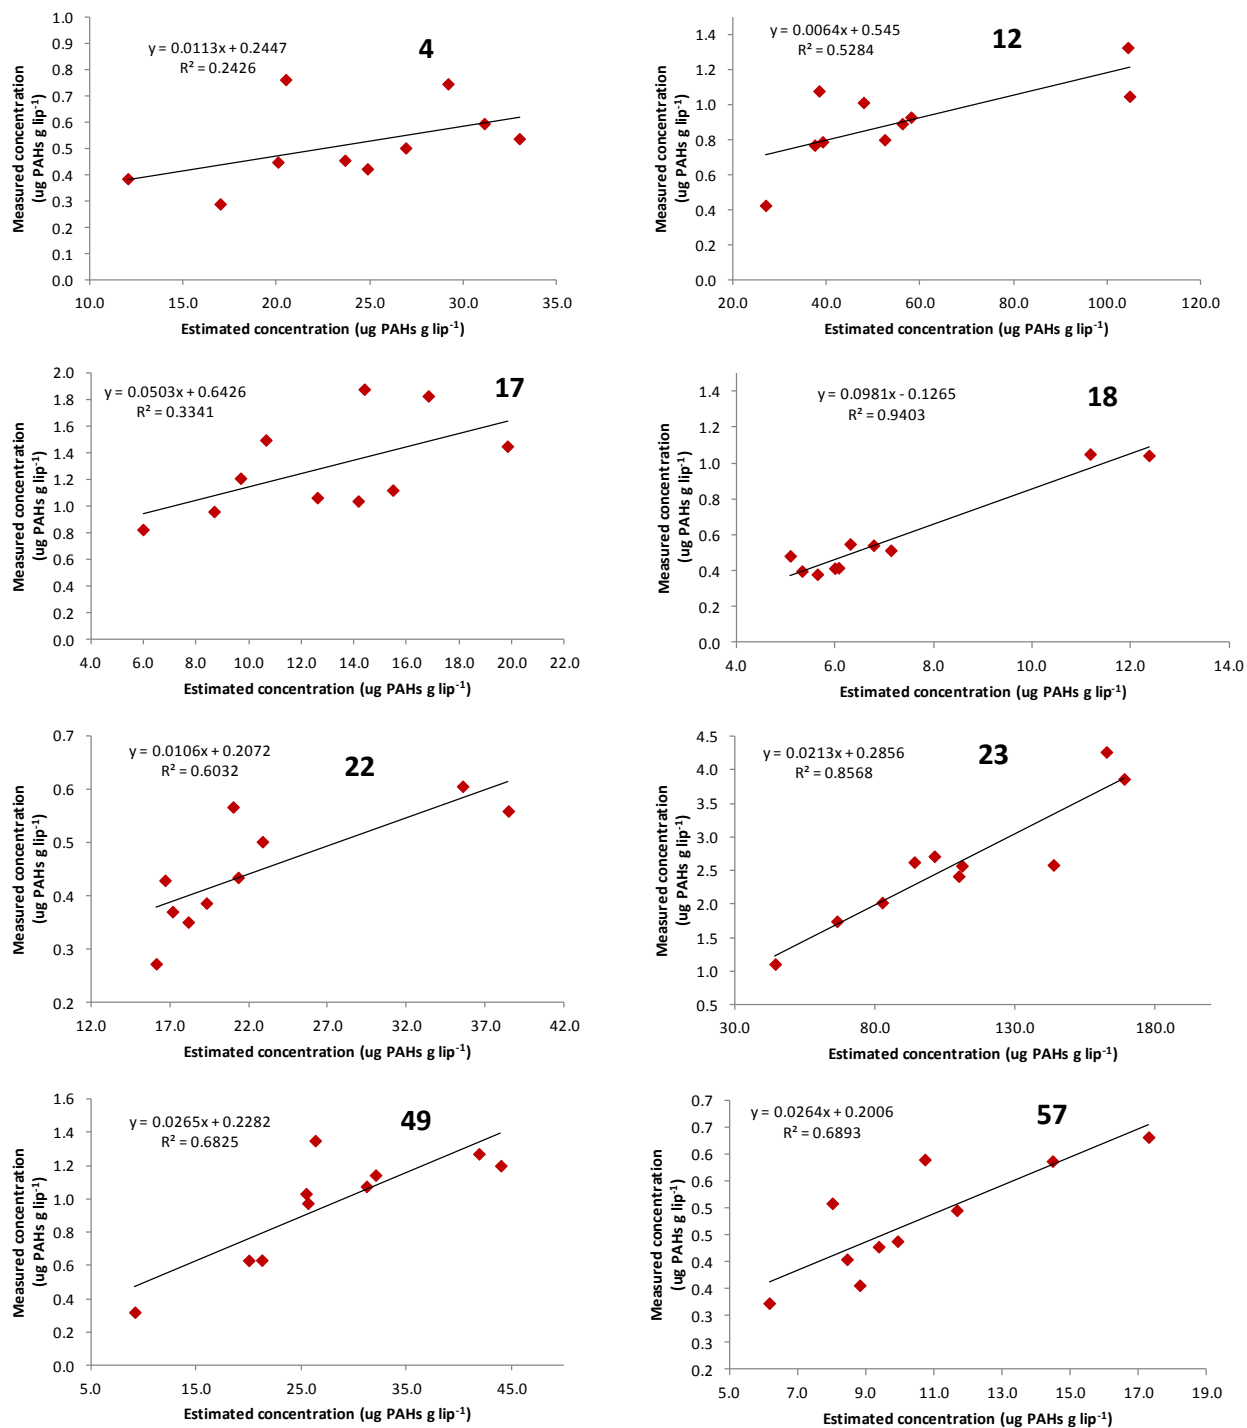 y = 0.0113x + 0.2447
R² = 0.2426
4
1.0
0.9
0.8
0.7
0.6
0.5
0.4
0.3
0.2
0.1
0.0
Measured concentration
(ug PAHs g lip⁻¹)
10.0 15.0 20.0 25.0 30.0 35.0
Estimated concentration (ug PAHs g lip⁻¹)
y = 0.0064x + 0.545
R² = 0.5284
12
1.4
1.2
1.0
0.8
0.6
0.4
0.2
0.0
Measured concentration
(ug PAHs g lip⁻¹)
20.0 40.0 60.0 80.0 100.0 120.0
Estimated concentration (ug PAHs g lip⁻¹)
y = 0.0503x + 0.6426
R² = 0.3341
17
2.0
1.8
1.6
1.4
1.2
1.0
0.8
0.6
0.4
0.2
0.0
Measured concentration
(ug PAHs g lip⁻¹)
4.0 6.0 8.0 10.0 12.0 14.0 16.0 18.0 20.0 22.0
Estimated concentration (ug PAHs g lip⁻¹)
y = 0.0981x - 0.1265
R² = 0.9403
18
1.4
1.2
1.0
0.8
0.6
0.4
0.2
0.0
Measured concentration
(ug PAHs g lip⁻¹)
4.0 6.0 8.0 10.0 12.0 14.0
Estimated concentration (ug PAHs g lip⁻¹)
y = 0.0106x + 0.2072
R² = 0.6032
22
0.7
0.6
0.5
0.4
0.3
0.2
Measured concentration
(ug PAHs g lip⁻¹)
12.0 17.0 22.0 27.0 32.0 37.0 42.0
Estimated concentration (ug PAHs g lip⁻¹)
y = 0.0213x + 0.2856
R² = 0.8568
23
4.5
4.0
3.5
3.0
2.5
2.0
1.5
1.0
0.5
Measured concentration
(ug PAHs g lip⁻¹)
30.0 80.0 130.0 180.0
Estimated concentration (ug PAHs g lip⁻¹)
y = 0.0265x + 0.2282
R² = 0.6825
49
1.6
1.4
1.2
1.0
0.8
0.6
0.4
0.2
0.0
Measured concentration
(ug PAHs g lip⁻¹)
5.0 15.0 25.0 35.0 45.0
Estimated concentration (ug PAHs g lip⁻¹)
y = 0.0264x + 0.2006
R² = 0.6893
57
0.7
0.7
0.6
0.6
0.5
0.5
0.4
0.4
0.3
0.3
0.2
Measured concentration
(ug PAHs g lip⁻¹)
5.0 7.0 9.0 11.0 13.0 15.0 17.0 19.0
Estimated concentration (ug PAHs g lip⁻¹)